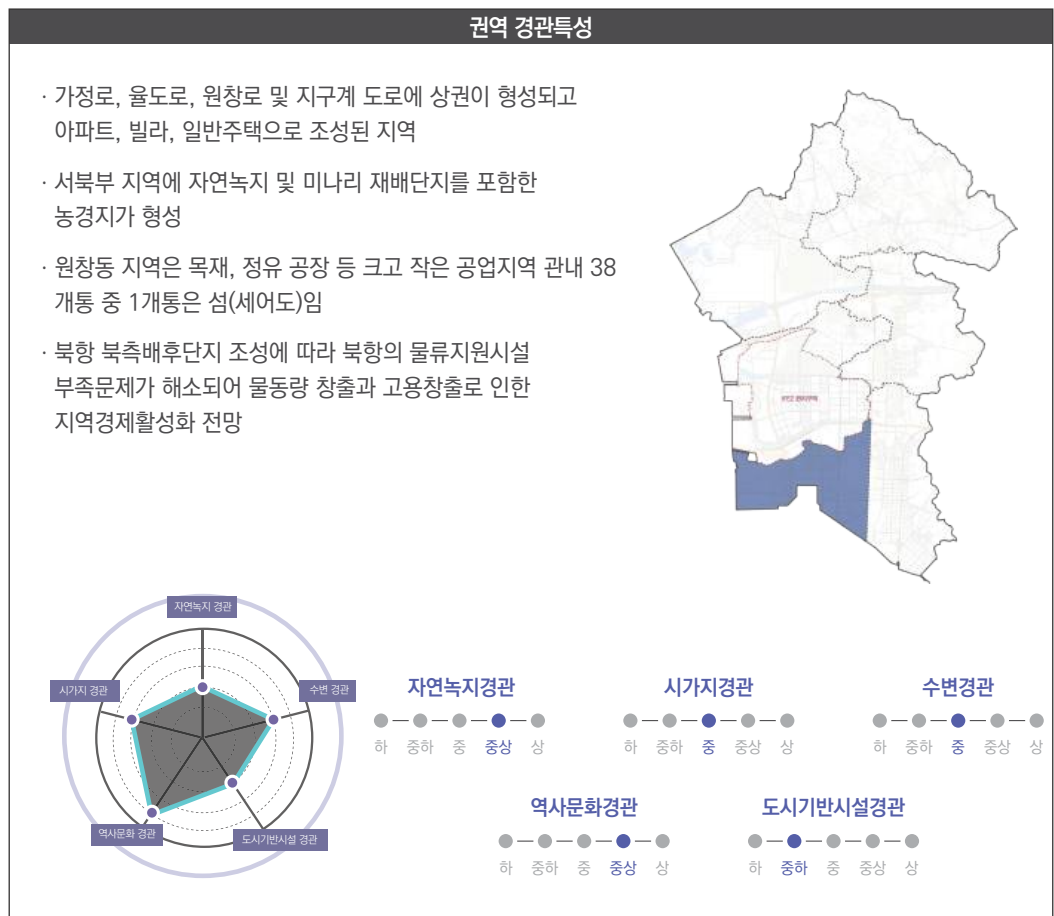 권역 경관특성
· 가정로, 율도로, 원창로 및 지구계 도로에 상권이 형성되고
아파트, 빌라, 일반주택으로 조성된 지역
· 서북부 지역에 자연녹지 및 미나리 재배단지를 포함한
농경지가 형성
· 원창동 지역은 목재, 정유 공장 등 크고 작은 공업지역 관내 38
개통 중 1개통은 섬(세어도)임
· 북항 북측배후단지 조성에 따라 북항의 물류지원시설
부족문제가 해소되어 물동량 창출과 고용창출로 인한
지역경제활성화 전망
자연녹지 경관
시가지 경관
수변 경관
역사문화 경관
도시기반시설 경관
자연녹지경관
하 중하 중 중상 상
시가지경관
하 중하 중 중상 상
수변경관
하 중하 중 중상 상
역사문화경관
하 중하 중 중상 상
도시기반시설경관
하 중하 중 중상 상